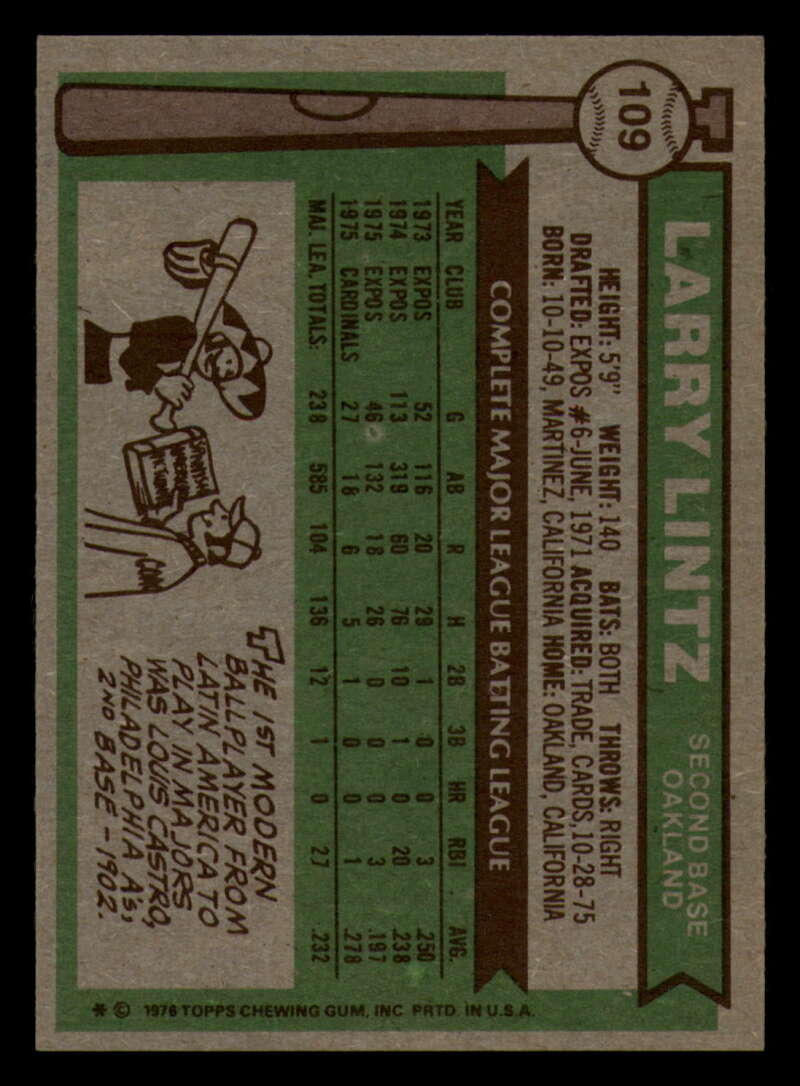 109
LARRY LINTZ
SECOND BASE
OAKLAND
HEIGHT: 5'9" WEIGHT: 140 BATS: BOTH THROWS: RIGHT
DRAFTED: EXPOS #6-JUNE, 1971 ACQUIRED: TRADE, CARDS, 10-28-75
BORN: 10-10-49, MARTINEZ, CALIFORNIA HOME: OAKLAND, CALIFORNIA
COMPLETE MAJOR LEAGUE BATTING LEAGUE
YEAR CLUB G AB R H 2B 3B HR RBI AVG.
1973 EXPOS 52 116 20 29 1 0 0 3 .250
1974 EXPOS 113 319 60 76 10 1 0 20 .238
1975 EXPOS 46 132 18 26 0 0 0 3 .197
1975 CARDINALS 27 18 6 5 1 0 0 1 .278
MAJ. LEA. TOTALS: 238 585 104 136 12 1 0 27 .232
SPANISH
AMERICAN
COM
THE 1ST MODERN
BALLPLAYER FROM
LATIN AMERICA TO
PLAY IN MAJORS
WAS LOUIS CASTRO,
PHILADELPHIA A's,
2ND BASE - 1902.
* © 1976 TOPPS CHEWING GUM, INC. PRTD. IN U.S.A.